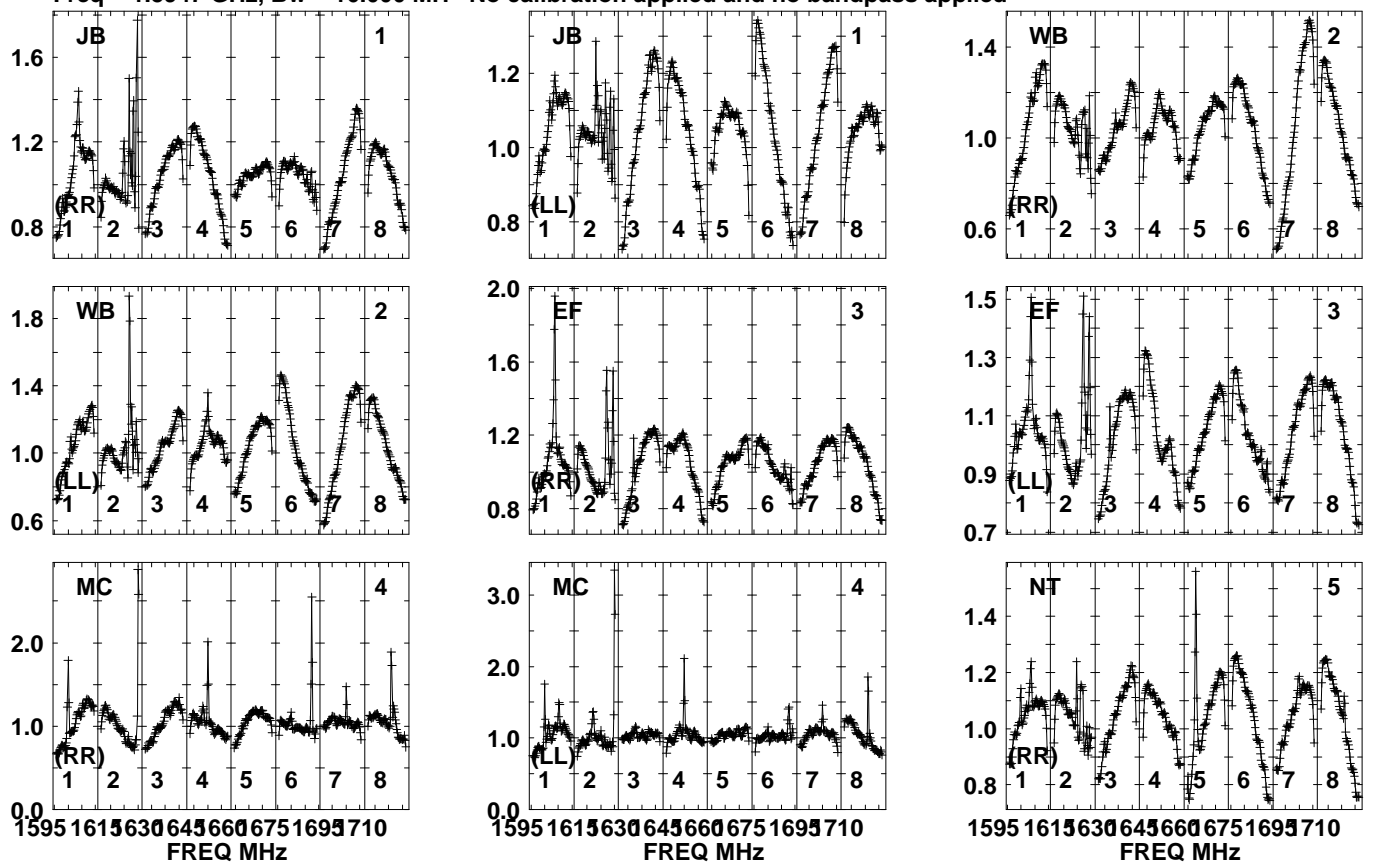 No calibration applied and no bandpass applied
JB 1
1.6
1.2
0.8
(RR)
1 2 3 4 5 6 7 8
JB 1
1.2
1.0
0.8
(LL)
1 2 3 4 5 6 7 8
WB 2
1.4
1.0
0.6
(RR)
1 2 3 4 5 6 7 8
WB 2
1.8
1.4
1.0
0.6
(LL)
1 2 3 4 5 6 7 8
EF 3
2.0
1.6
1.2
0.8
(RR)
1 2 3 4 5 6 7 8
EF 3
1.5
1.3
1.1
0.9
0.7
(LL)
1 2 3 4 5 6 7 8
MC 4
2.0
1.0
0.0
(RR)
1 2 3 4 5 6 7 8
MC 4
3.0
2.0
1.0
0.0
(LL)
1 2 3 4 5 6 7 8
NT 5
1.4
1.2
1.0
0.8
(RR)
1 2 3 4 5 6 7 8
1595 1615 1630 1645 1660 1675 1695 1710
FREQ MHz
1595 1615 1630 1645 1660 1675 1695 1710
FREQ MHz
1595 1615 1630 1645 1660 1675 1695 1710
FREQ MHz